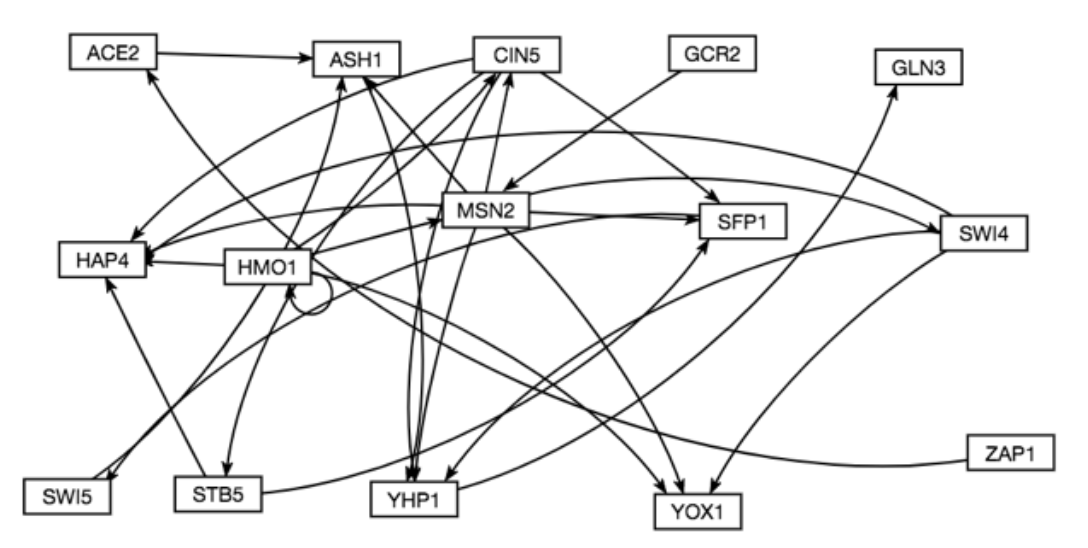 ACE2
ASH1
CIN5
GCR2
GLN3
MSN2
SFP1
SWI4
HAP4
HMO1
ZAP1
SWI5
STB5
YHP1
YOX1